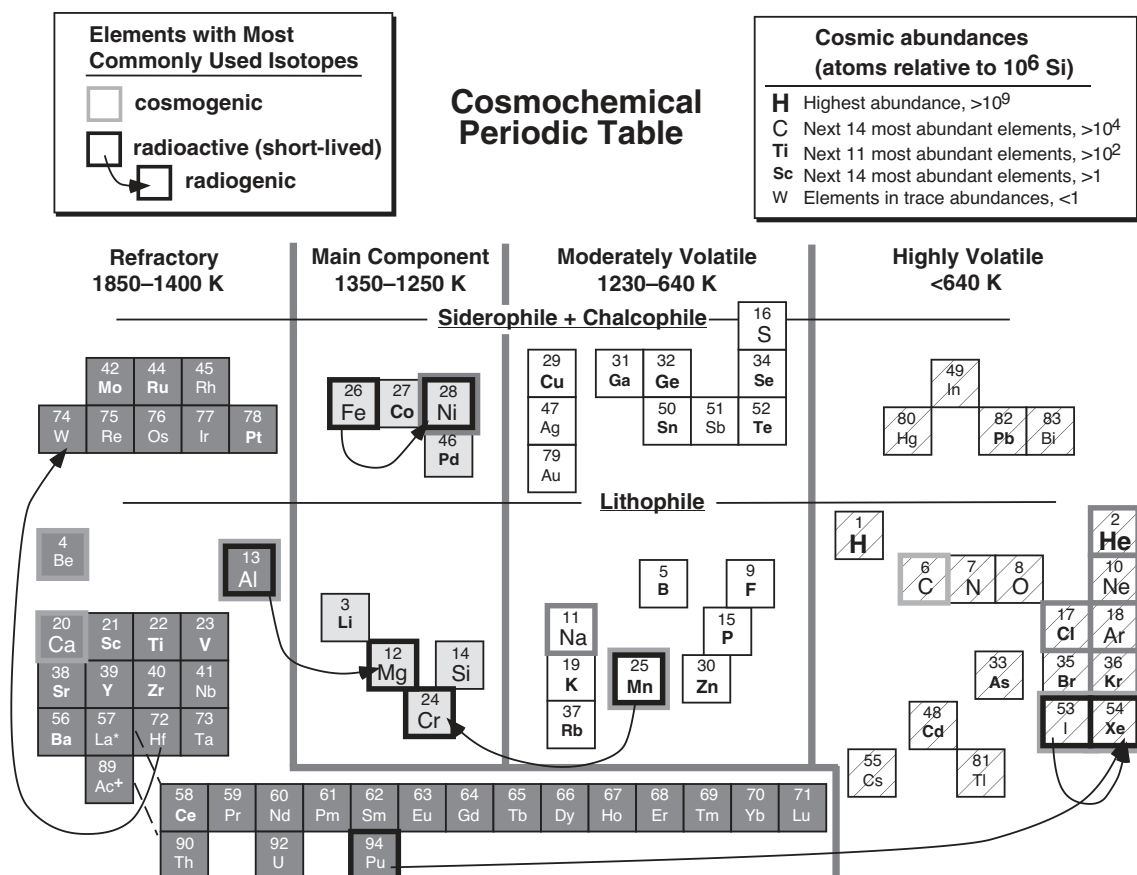 Elements with Most
Commonly Used Isotopes
cosmogenic
radioactive (short-lived)
radiogenic
Cosmochemical
Periodic Table
Cosmic abundances
(atoms relative to 10⁶ Si)
H Highest abundance, >10⁹
C Next 14 most abundant elements, >10⁴
Ti Next 11 most abundant elements, >10²
Sc Next 14 most abundant elements, >1
W Elements in trace abundances, <1
Refractory Main Component Moderately Volatile Highly Volatile
1850–1400 K 1350–1250 K 1230–640 K <640 K
Siderophile + Chalcophile
16
S
42 44 45
Mo Ru Rh
74 75 76 77 78
W Re Os Ir Pt
26 27 28
Fe Co Ni
46
Pd
29 31 32 34
Cu Ga Ge Se
47 50 51 52
Ag Sn Sb Te
79
Au
49
In
80 82 83
Hg Pb Bi
Lithophile
4
Be
13
Al
20 21 22 23
Ca Sc Ti V
38 39 40 41
Sr Y Zr Nb
56 57 72 73
Ba La* Hf Ta
89
Ac+
3
Li
12 14
Mg Si
24
Cr
5 9
B F
11 15
Na P
19 25 30
K Mn Zn
37
Rb
1 2
H He
6 7 8 10
C N O Ne
17 18
Cl Ar
33 35 36
As Br Kr
48 53 54
Cd I Xe
55 81
Cs Tl
58 59 60 61 62 63 64 65 66 67 68 69 70 71
Ce Pr Nd Pm Sm Eu Gd Tb Dy Ho Er Tm Yb Lu
90 92 94
Th U Pu